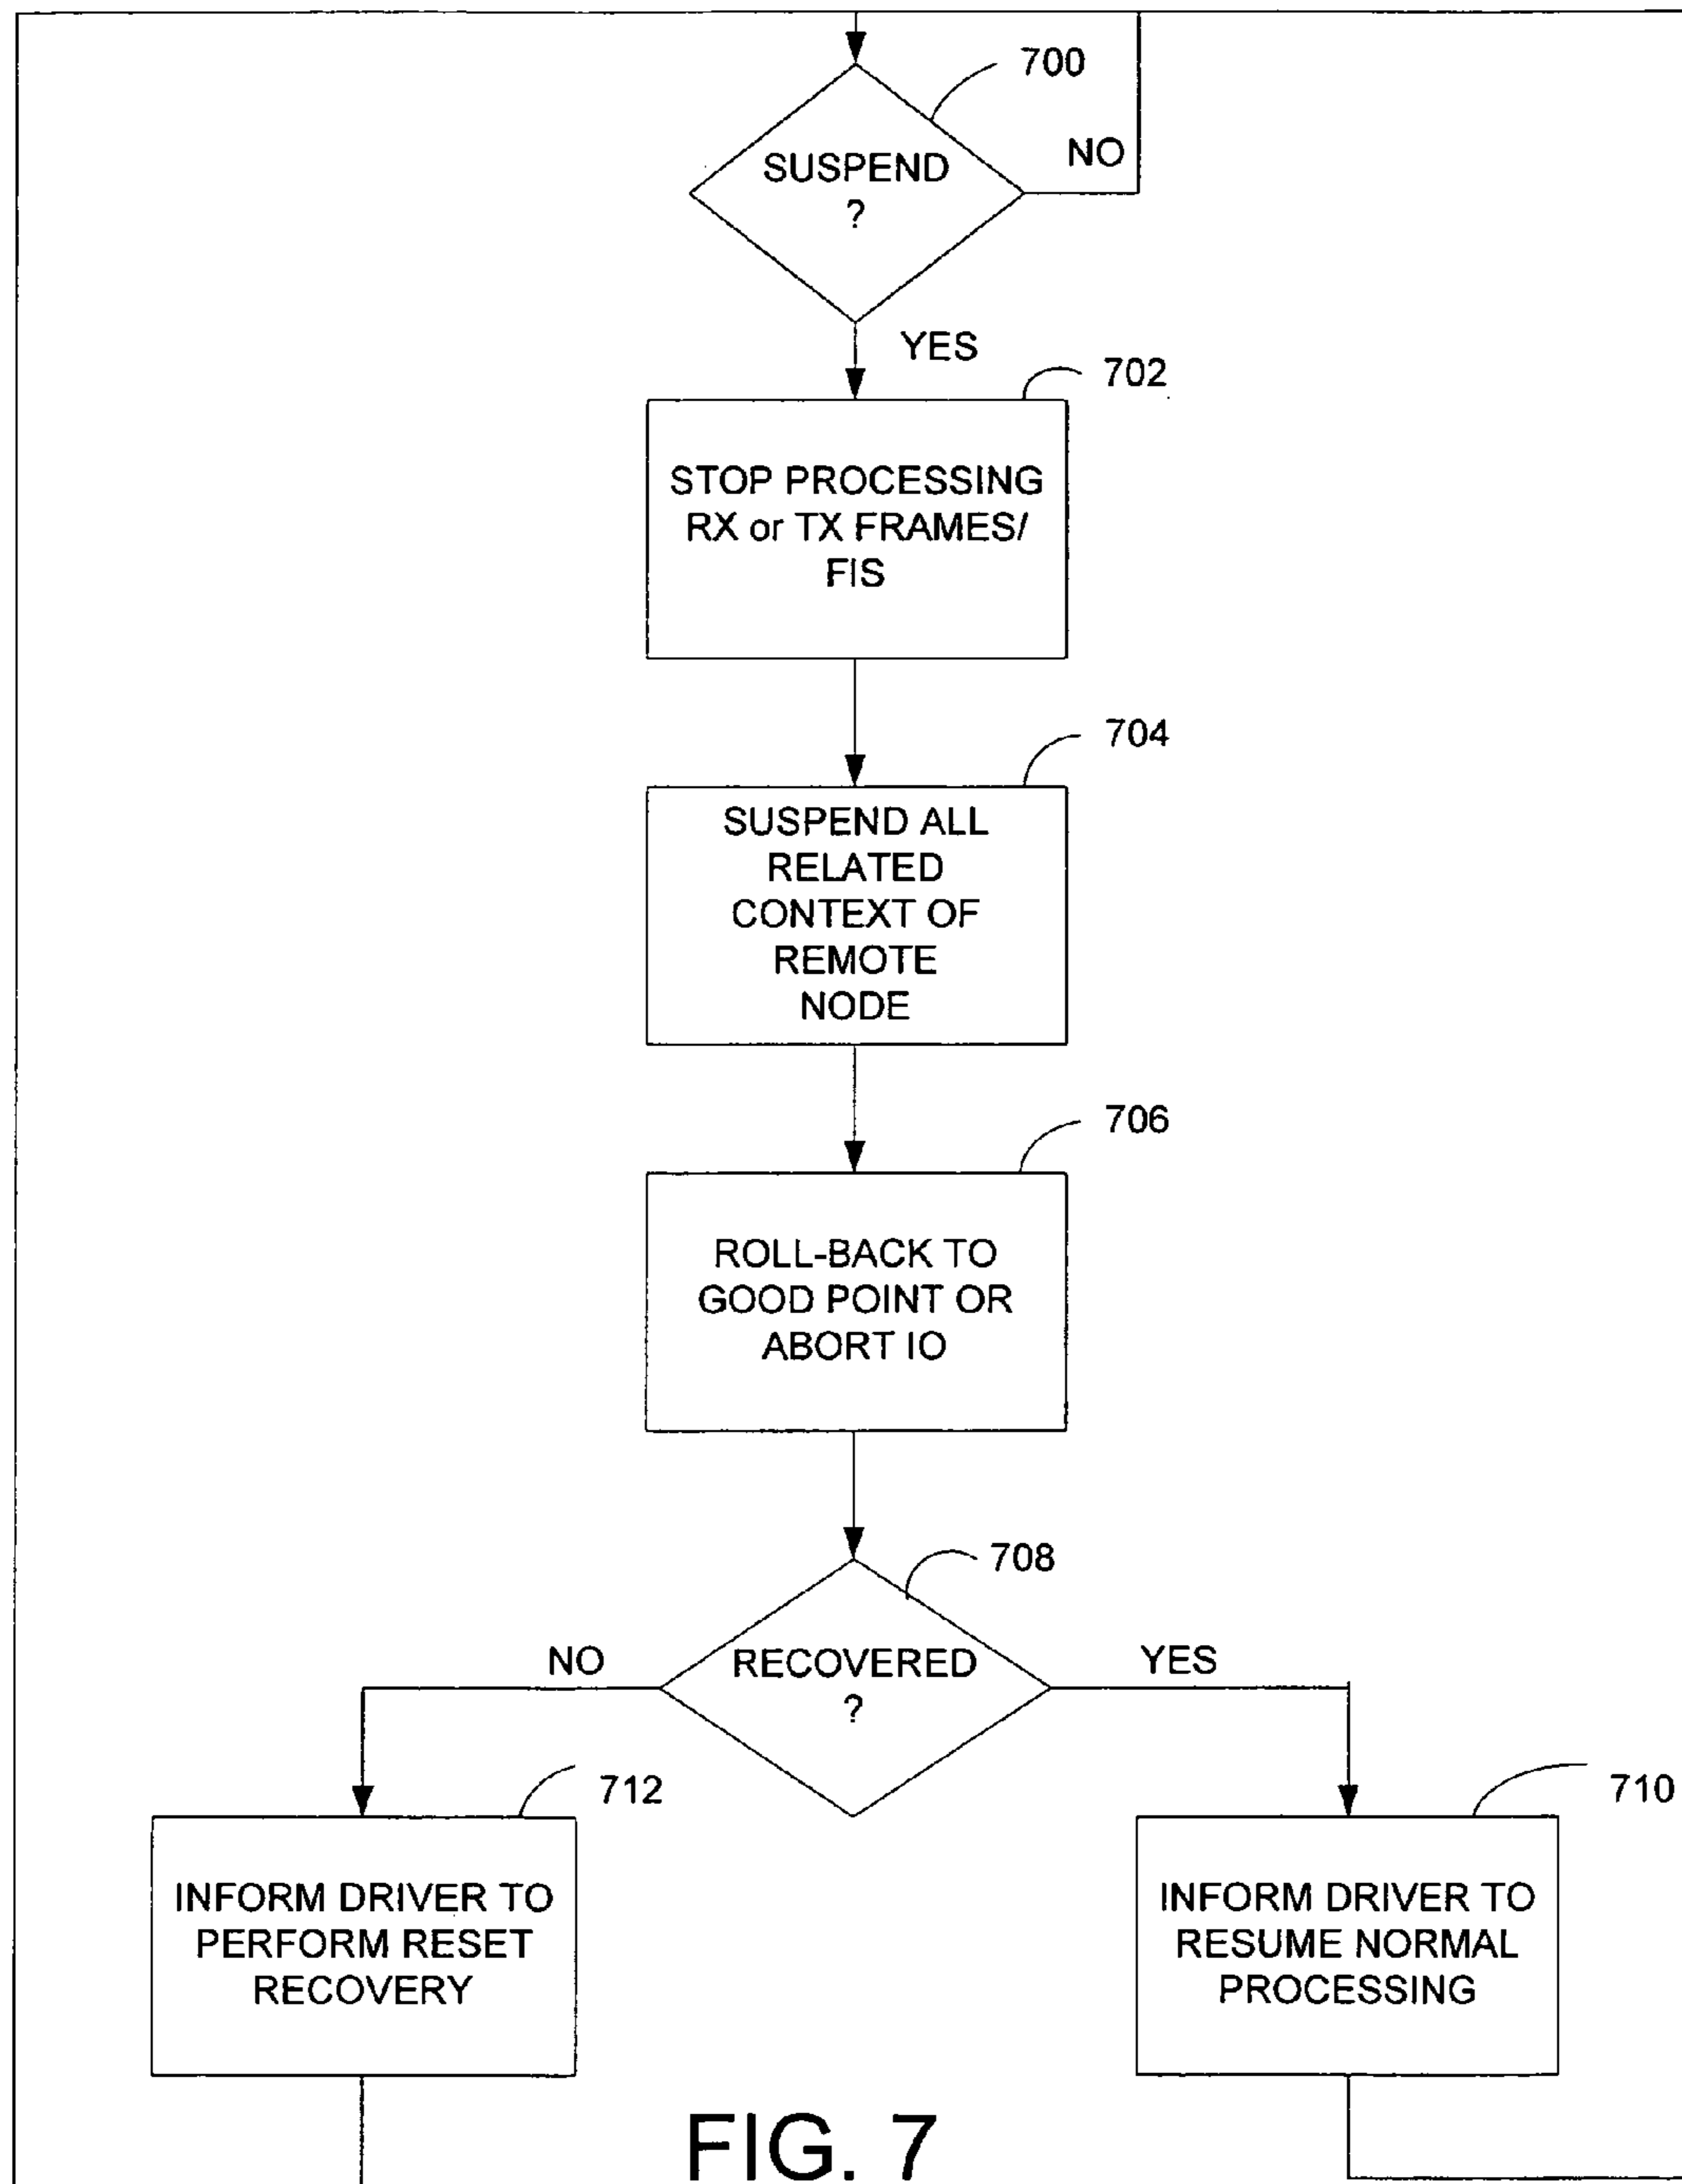 700
SUSPEND
?
NO
YES
702
STOP PROCESSING
RX or TX FRAMES/
FIS
704
SUSPEND ALL
RELATED
CONTEXT OF
REMOTE
NODE
706
ROLL-BACK TO
GOOD POINT OR
ABORT IO
708
NO
RECOVERED
?
YES
712
710
INFORM DRIVER TO
PERFORM RESET
RECOVERY
INFORM DRIVER TO
RESUME NORMAL
PROCESSING
FIG. 7